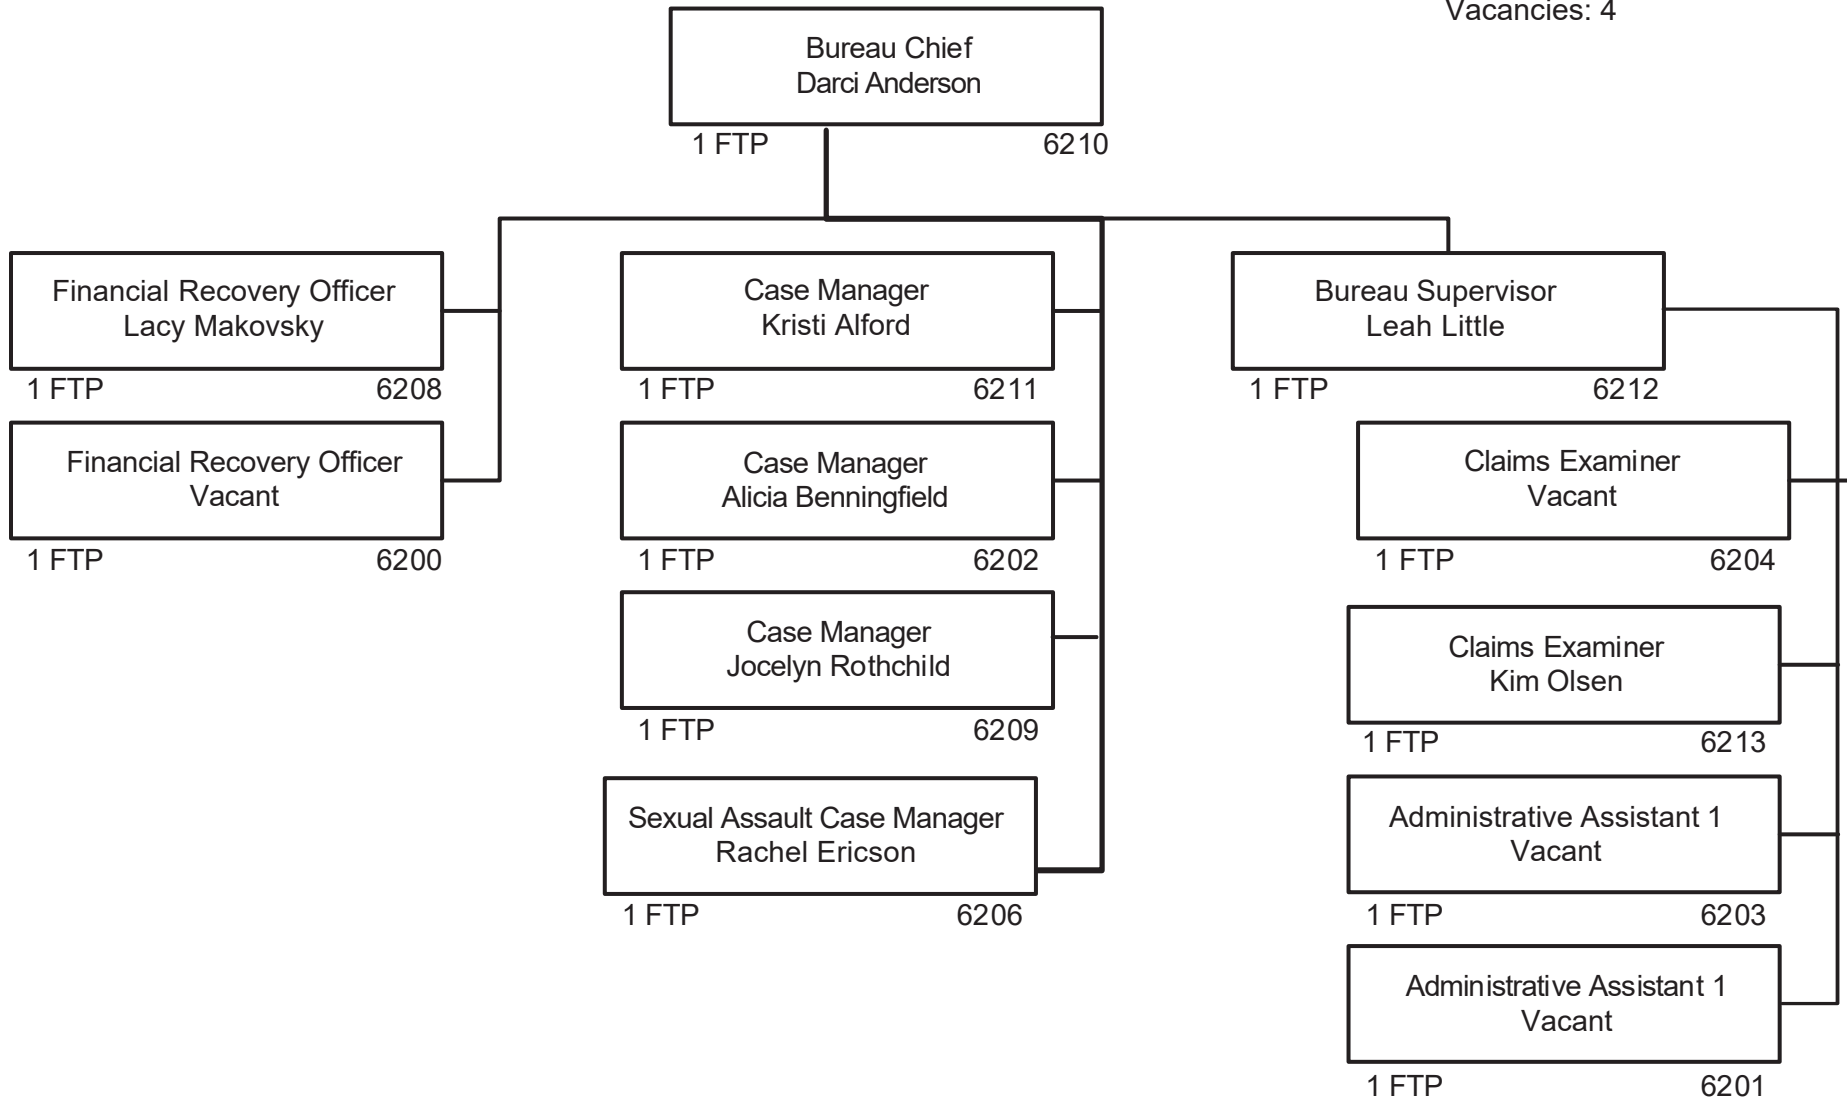 Vacancies: 4
Bureau Chief
Darci Anderson
1 FTP 6210
Financial Recovery Officer
Lacy Makovsky
1 FTP 6208
Financial Recovery Officer
Vacant
1 FTP 6200
Case Manager
Kristi Alford
1 FTP 6211
Case Manager
Alicia Benningfield
1 FTP 6202
Case Manager
Jocelyn Rothchild
1 FTP 6209
Sexual Assault Case Manager
Rachel Ericson
1 FTP 6206
Bureau Supervisor
Leah Little
1 FTP 6212
Claims Examiner
Vacant
1 FTP 6204
Claims Examiner
Kim Olsen
1 FTP 6213
Administrative Assistant 1
Vacant
1 FTP 6203
Administrative Assistant 1
Vacant
1 FTP 6201